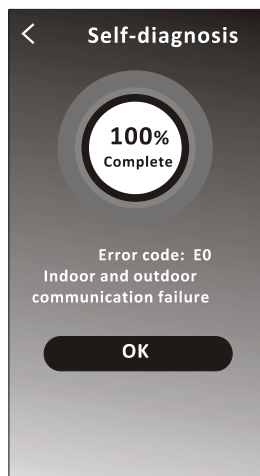 Self-diagnosis
100%
Complete
Error code: E0
Indoor and outdoor
communication failure
OK